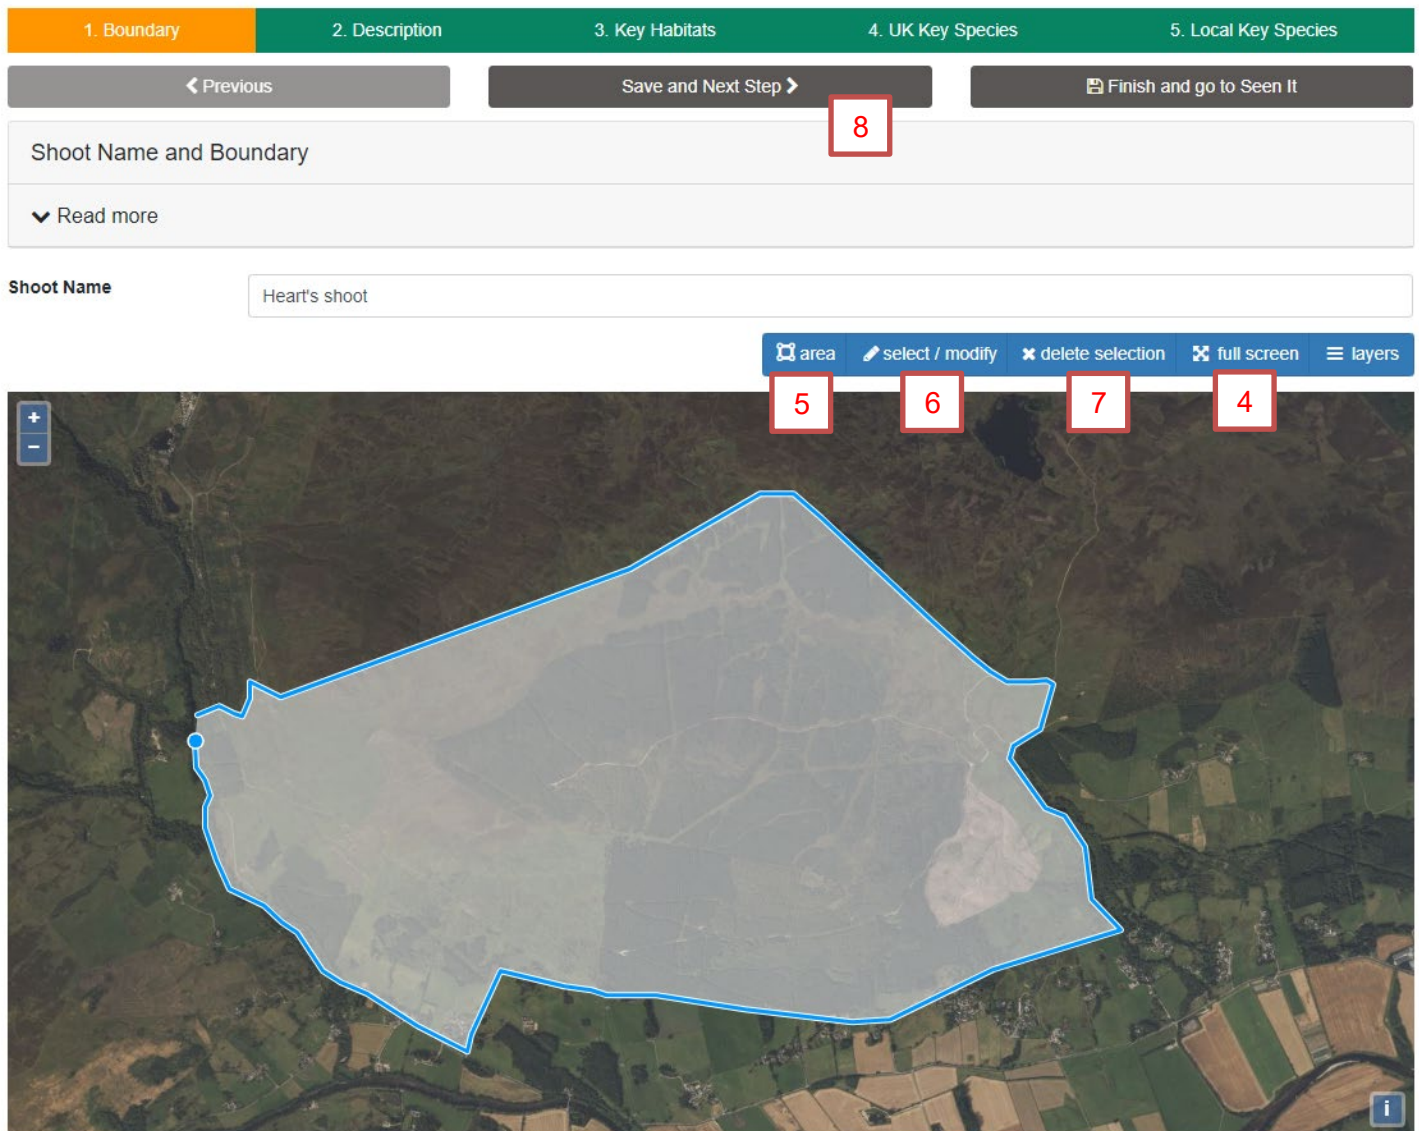 1. Boundary 2. Description 3. Key Habitats 4. UK Key Species 5. Local Key Species
Previous Save and Next Step Finish and go to Seen It
8
Shoot Name and Boundary
Read more
Shoot Name Heart's shoot
area select / modify delete selection full screen layers
5 6 7 4
+
−
i